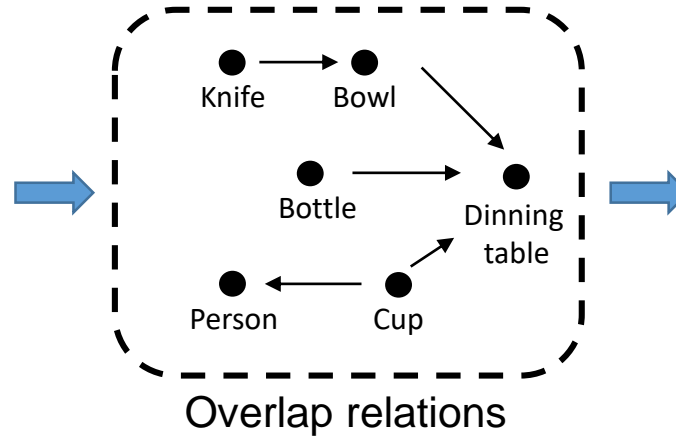 Knife Bowl
Bottle
Dinning
table
Person Cup
Overlap relations